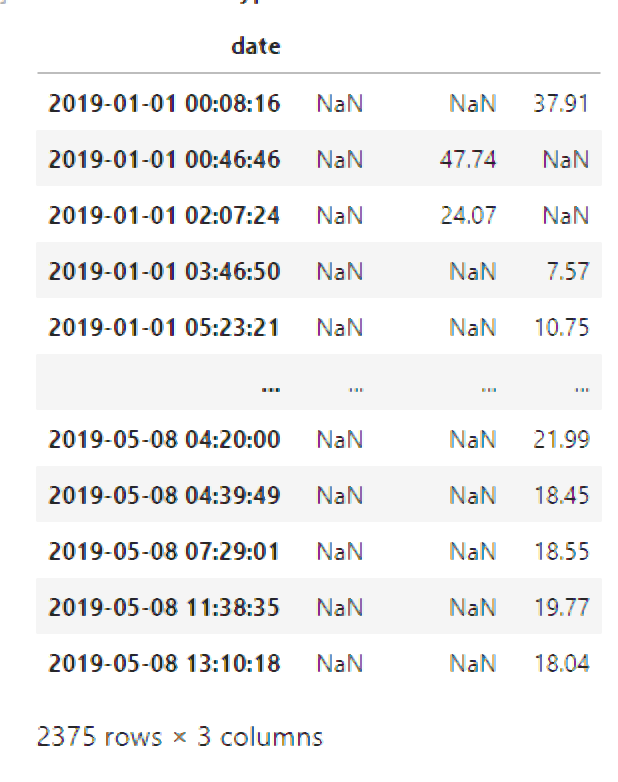 date
2019-01-01 00:08:16 NaN NaN 37.91
2019-01-01 00:46:46 NaN 47.74 NaN
2019-01-01 02:07:24 NaN 24.07 NaN
2019-01-01 03:46:50 NaN NaN 7.57
2019-01-01 05:23:21 NaN NaN 10.75
... ... ... ...
2019-05-08 04:20:00 NaN NaN 21.99
2019-05-08 04:39:49 NaN NaN 18.45
2019-05-08 07:29:01 NaN NaN 18.55
2019-05-08 11:38:35 NaN NaN 19.77
2019-05-08 13:10:18 NaN NaN 18.04
2375 rows × 3 columns